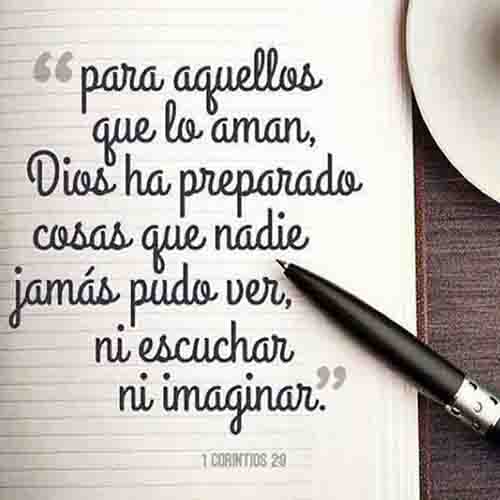 “para aquellos
que lo aman,
Dios ha preparado
cosas que nadie
jamás pudo ver,
ni escuchar
ni imaginar.”
1 CORINTIOS 2:9